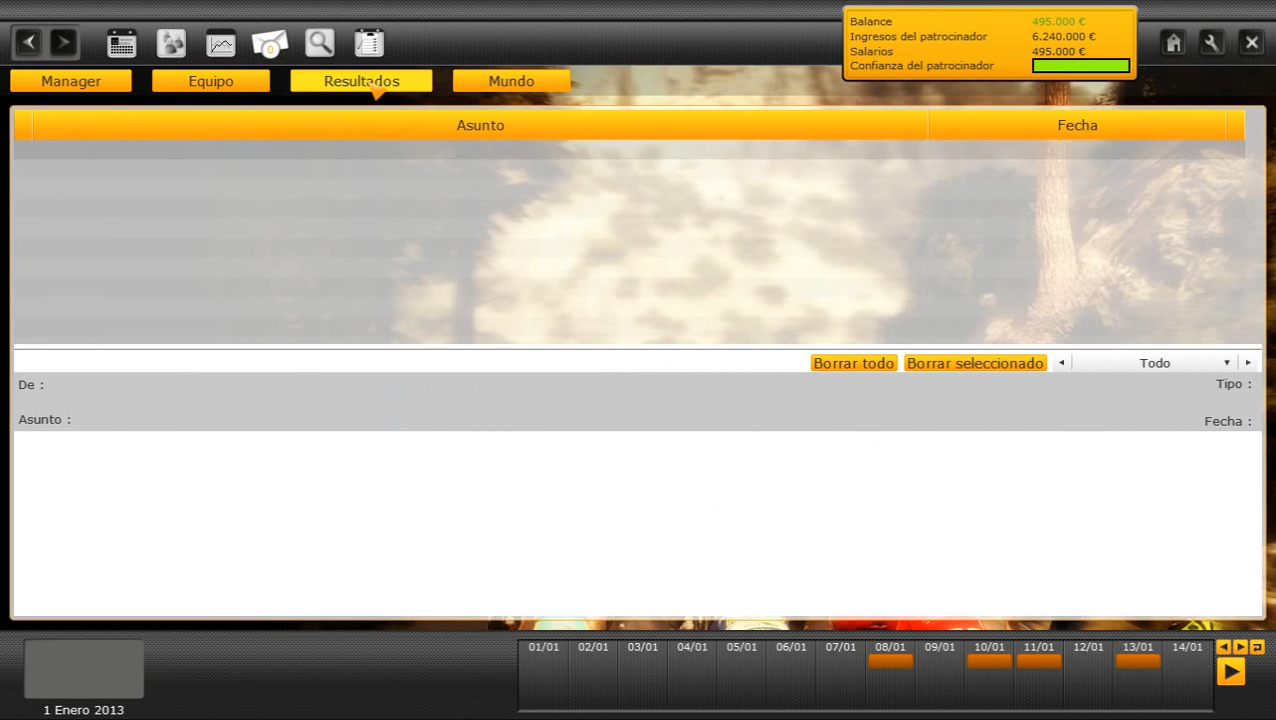 Balance 495.000 €
Ingresos del patrocinador 6.240.000 €
Salarios 495.000 €
Confianza del patrocinador
0
Manager Equipo Resultados Mundo
Asunto Fecha
Borrar todo Borrar seleccionado Todo
De : Tipo :
Asunto : Fecha :
01/01 02/01 03/01 04/01 05/01 06/01 07/01 08/01 09/01 10/01 11/01 12/01 13/01 14/01
1 Enero 2013